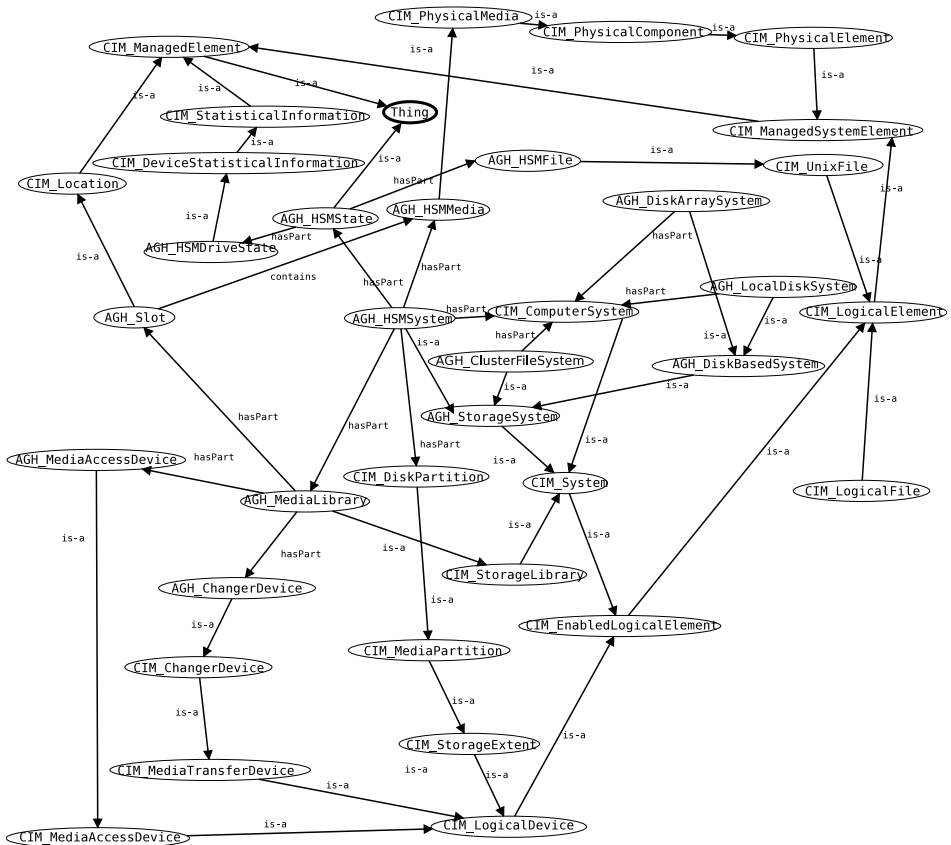 CIM_PhysicalMedia
is-a
CIM_PhysicalComponent
is-a
CIM_PhysicalElement
CIM_ManagedElement
is-a
is-a
is-a
is-a
is-a
is-a
Thing
CIM_StatisticalInformation
CIM_ManagedSystemElement
is-a
CIM_DeviceStatisticalInformation
is-a
AGH_HSMFile
is-a
CIM_UnixFile
CIM_Location
hasPart
is-a
is-a
AGH_HSMState
AGH_HSMMedia
AGH_DiskArraySystem
hasPart
hasPart
AGH_HSMDriveState
is-a
contains
hasPart
hasPart
is-a
hasPart
AGH_LocalDiskSystem
AGH_Slot
AGH_HSMSystem
hasPart
CIM_ComputerSystem
CIM_LogicalElement
is-a
hasPart
is-a
is-a
AGH_ClusterFileSystem
AGH_DiskBasedSystem
is-a
is-a
is-a
hasPart
AGH_StorageSystem
hasPart
hasPart
is-a
is-a
AGH_MediaAccessDevice
hasPart
is-a
CIM_DiskPartition
CIM_System
CIM_LogicalFile
AGH_MediaLibrary
is-a
hasPart
is-a
is-a
is-a
CIM_StorageLibrary
AGH_ChangerDevice
is-a
is-a
CIM_EnabledLogicalElement
CIM_MediaPartition
CIM_ChangerDevice
is-a
is-a
is-a
CIM_StorageExtent
CIM_MediaTransferDevice
is-a
is-a
is-a
is-a
CIM_MediaAccessDevice
CIM_LogicalDevice